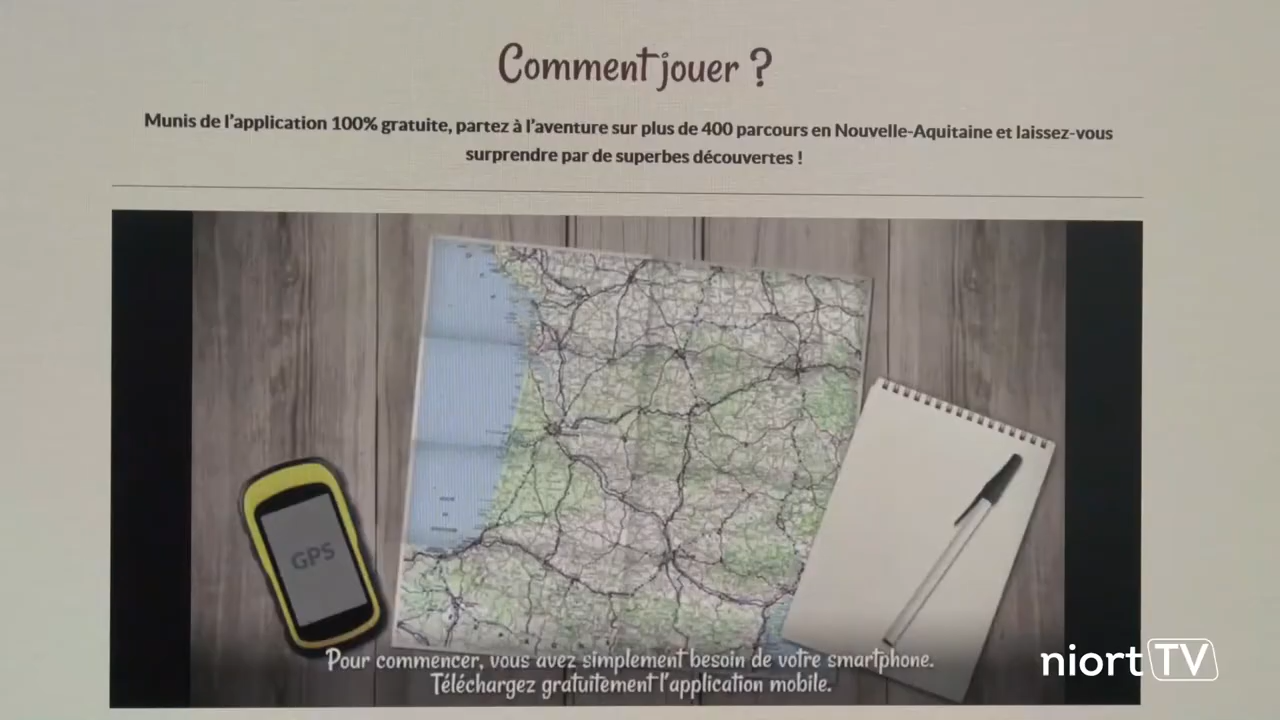 Comment jouer ?
Munis de l'application 100% gratuite, partez à l'aventure sur plus de 400 parcours en Nouvelle-Aquitaine et laissez-vous
surprendre par de superbes découvertes !
GPS
Pour commencer, vous avez simplement besoin de votre smartphone.
Téléchargez gratuitement l'application mobile.
niort TV